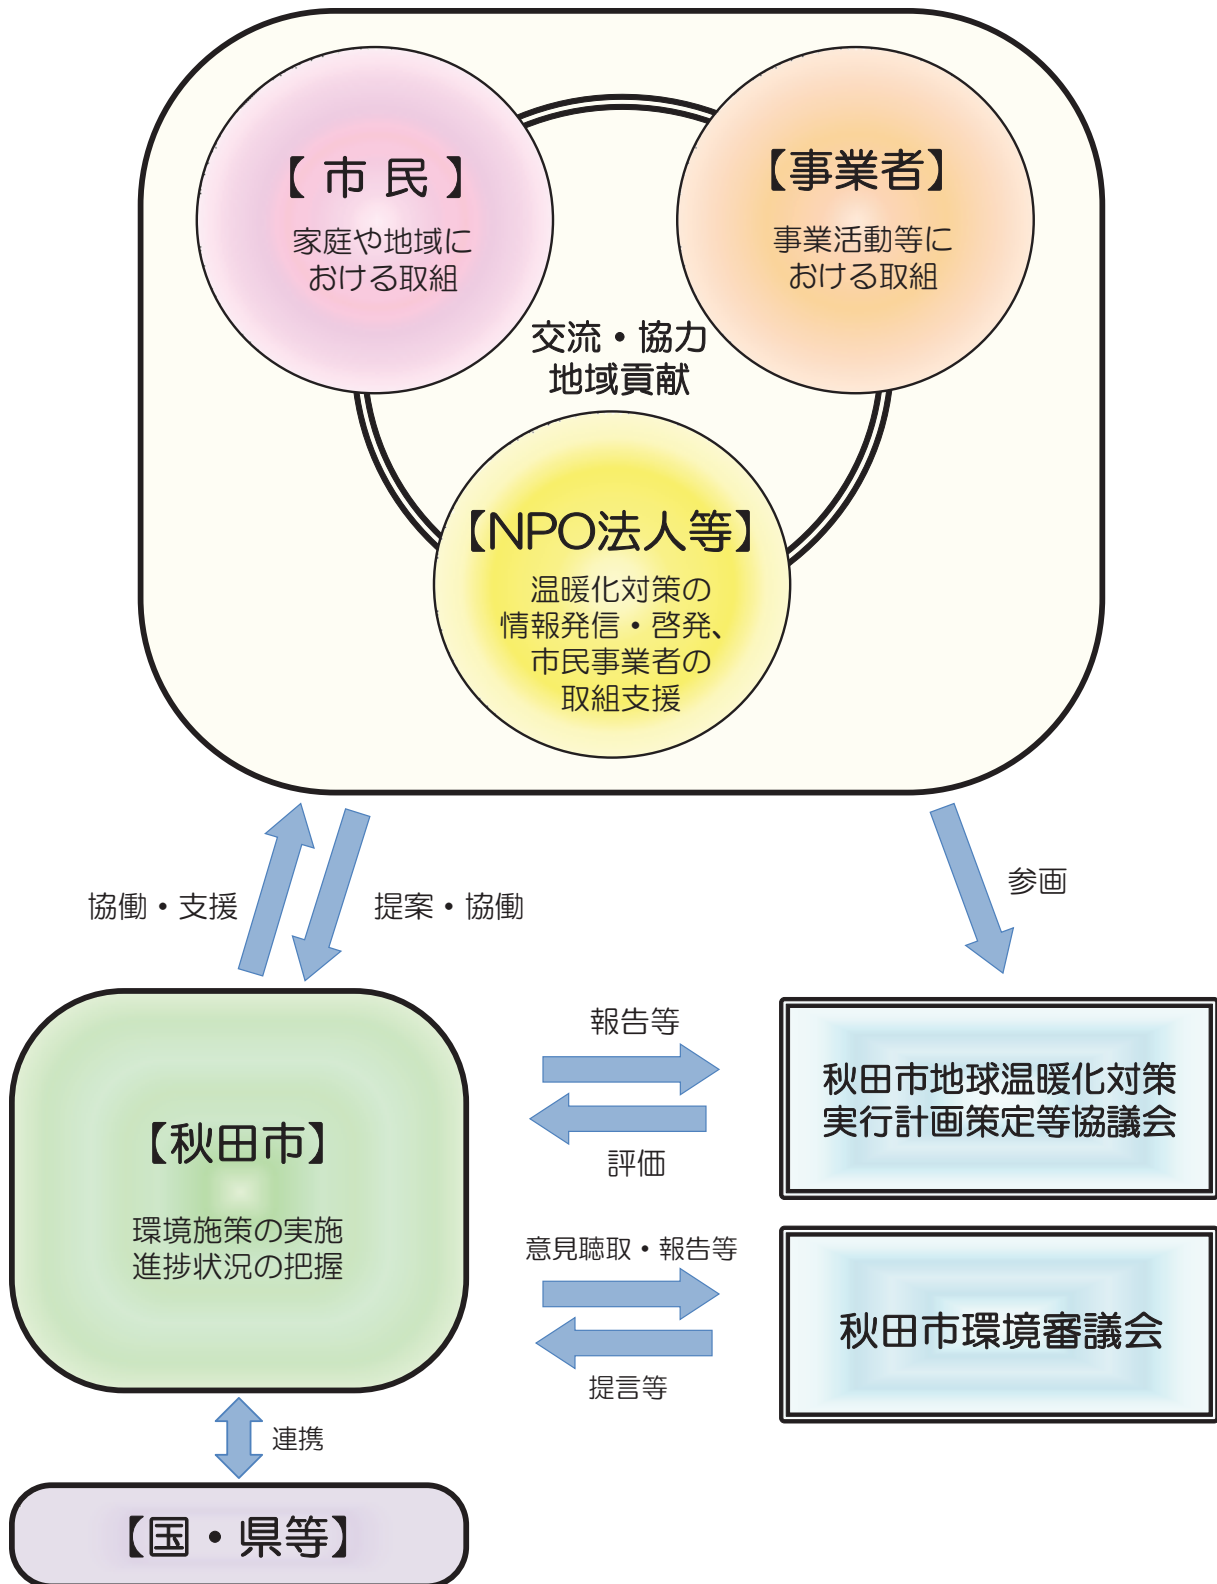 【 市 民 】
家庭や地域に
おける取組
【事業者】
事業活動等に
おける取組
交流・協力
地域貢献
【NPO法人等】
温暖化対策の
情報発信・啓発、
市民事業者の
取組支援
協働・支援
提案・協働
参画
【秋田市】
環境施策の実施
進捗状況の把握
報告等
評価
秋田市地球温暖化対策
実行計画策定等協議会
意見聴取・報告等
提言等
秋田市環境審議会
連携
【国・県等】